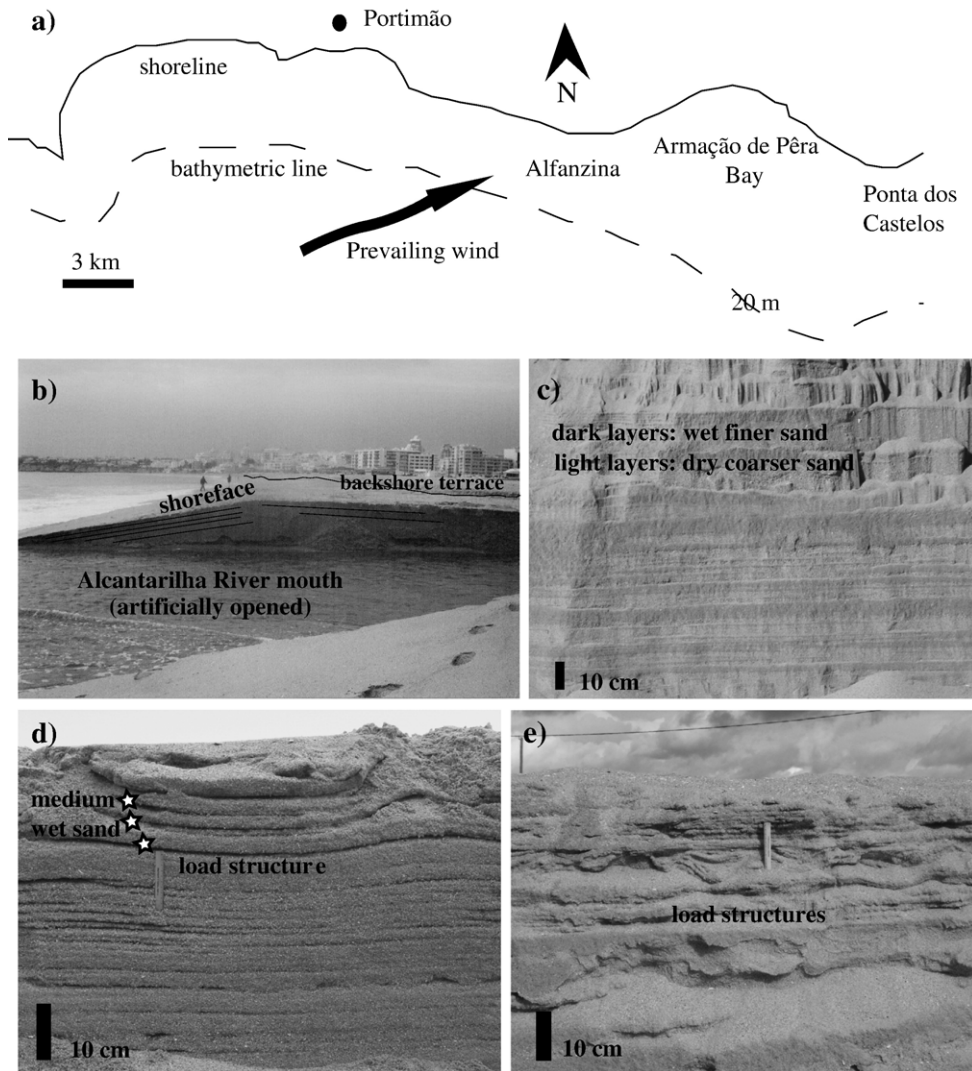 a)
Portimão
shoreline
N
bathymetric line
Alfanzina
Armação de Pêra
Bay
Ponta dos
Castelos
Prevailing wind
3 km
20 m
b)
shoreface
backshore terrace
Alcantarilha River mouth
(artificially opened)
c)
dark layers: wet finer sand
light layers: dry coarser sand
10 cm
d)
medium
wet sand
load structure
10 cm
e)
load structures
10 cm